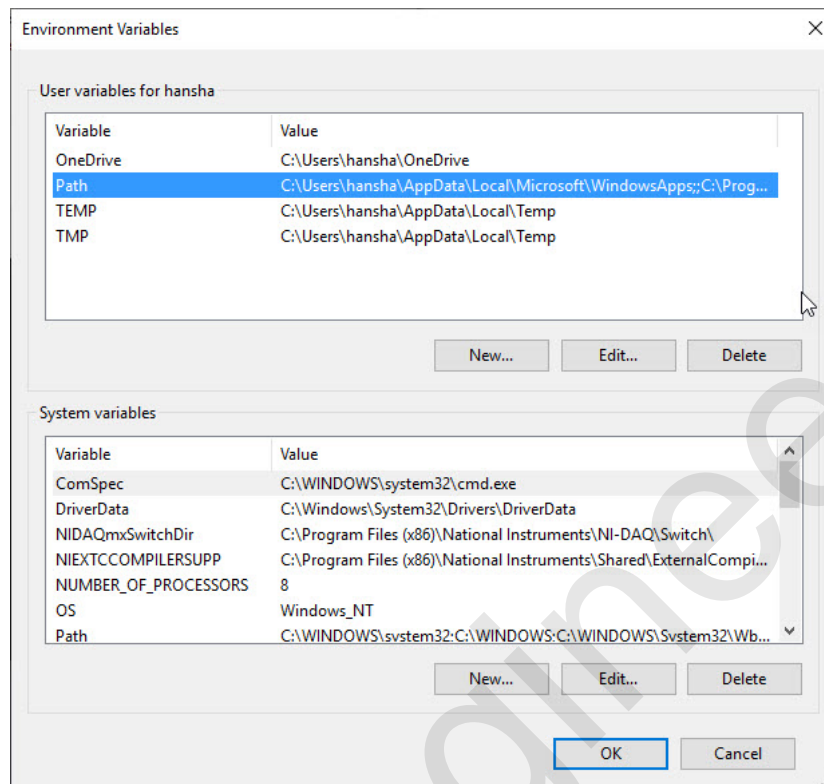 Environment Variables
User variables for hansha
Variable Value
OneDrive C:\Users\hansha\OneDrive
Path C:\Users\hansha\AppData\Local\Microsoft\WindowsApps;;C:\Prog...
TEMP C:\Users\hansha\AppData\Local\Temp
TMP C:\Users\hansha\AppData\Local\Temp
New... Edit... Delete
System variables
Variable Value
ComSpec C:\WINDOWS\system32\cmd.exe
DriverData C:\Windows\System32\Drivers\DriverData
NIDAQmxSwitchDir C:\Program Files (x86)\National Instruments\NI-DAQ\Switch\
NIEXTCCOMPILERSUPP C:\Program Files (x86)\National Instruments\Shared\ExternalCompi...
NUMBER_OF_PROCESSORS 8
OS Windows_NT
Path C:\WINDOWS\system32;C:\WINDOWS;C:\WINDOWS\System32\Wb...
New... Edit... Delete
OK Cancel